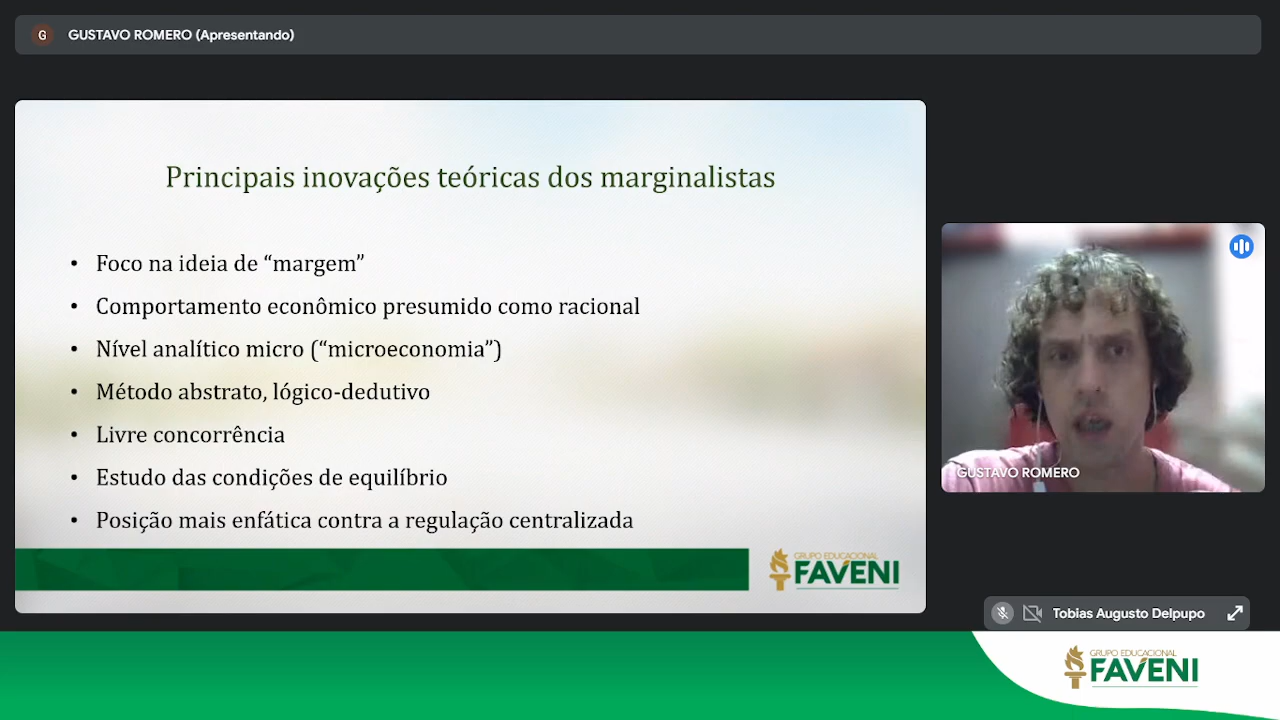 G GUSTAVO ROMERO (Apresentando)
Principais inovações teóricas dos marginalistas
• Foco na ideia de “margem”
• Comportamento econômico presumido como racional
• Nível analítico micro (“microeconomia”)
• Método abstrato, lógico-dedutivo
• Livre concorrência
• Estudo das condições de equilíbrio
• Posição mais enfática contra a regulação centralizada
GRUPO EDUCACIONAL
FAVENI
GUSTAVO ROMERO
Tobias Augusto Delpupo
GRUPO EDUCACIONAL
FAVENI